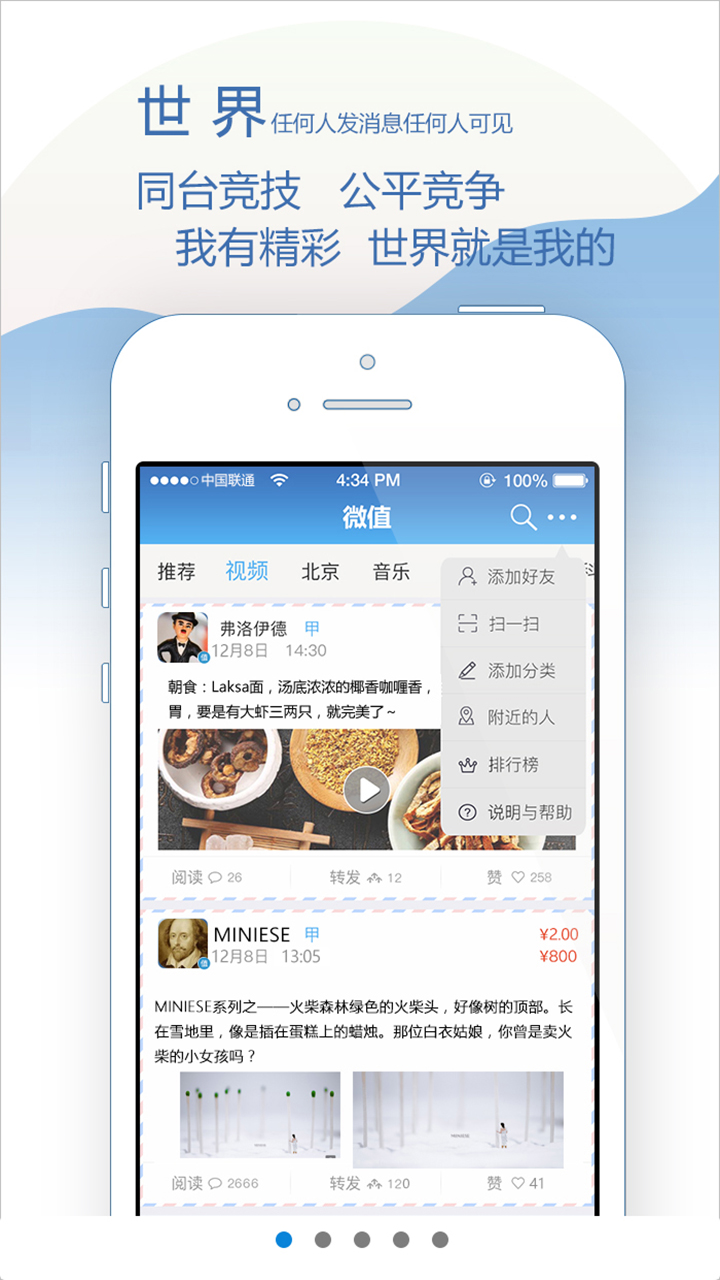 世 界 任何人发消息任何人可见
同台竞技 公平竞争
我有精彩 世界就是我的
中国联通 4:34 PM 100%
微值
推荐 视频 北京 音乐
添加好友
扫一扫
添加分类
附近的人
排行榜
说明与帮助
弗洛伊德 甲
12月8日 14:30
朝食：Laksa面，汤底浓浓的椰香咖喱香，
胃，要是有大虾三两只，就完美了~
阅读 26 转发 12 赞 258
MINIESE 甲 ¥2.00
12月8日 13:05 ¥800
MINIESE系列之——火柴森林绿色的火柴头，好像树的顶部。长
在雪地里，像是插在蛋糕上的蜡烛。那位白衣姑娘，你曾是卖火
柴的小女孩吗？
阅读 2666 转发 120 赞 41